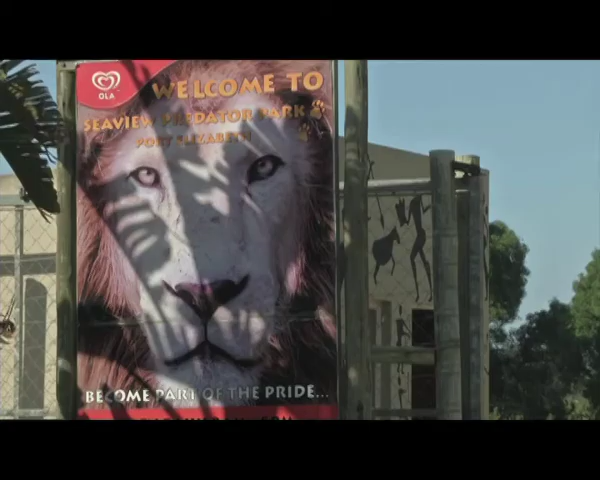 OLA
WELCOME TO
SEAVIEW PREDATOR PARK
PORT ELIZABETH
BECOME PART OF THE PRIDE...